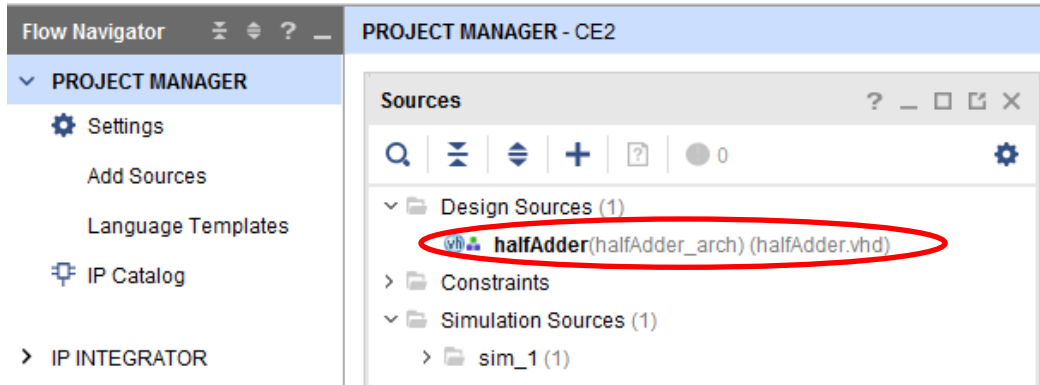 Flow Navigator ? _
PROJECT MANAGER - CE2
PROJECT MANAGER
Settings
Add Sources
Language Templates
IP Catalog
IP INTEGRATOR
Sources ? _
? 0
Design Sources (1)
vh halfAdder(halfAdder_arch) (halfAdder.vhd)
Constraints
Simulation Sources (1)
sim_1 (1)